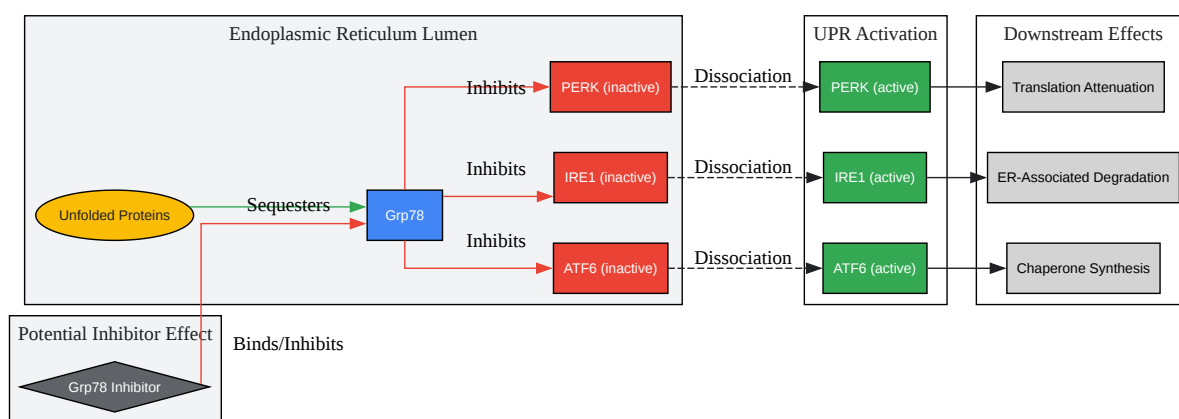 Endoplasmic Reticulum Lumen
UPR Activation
Downstream Effects
Inhibits
PERK (inactive)
Dissociation
PERK (active)
Translation Attenuation
Inhibits
IRE1 (inactive)
Dissociation
IRE1 (active)
ER-Associated Degradation
Unfolded Proteins
Sequesters
Grp78
Inhibits
ATF6 (inactive)
Dissociation
ATF6 (active)
Chaperone Synthesis
Potential Inhibitor Effect
Binds/Inhibits
Grp78 Inhibitor